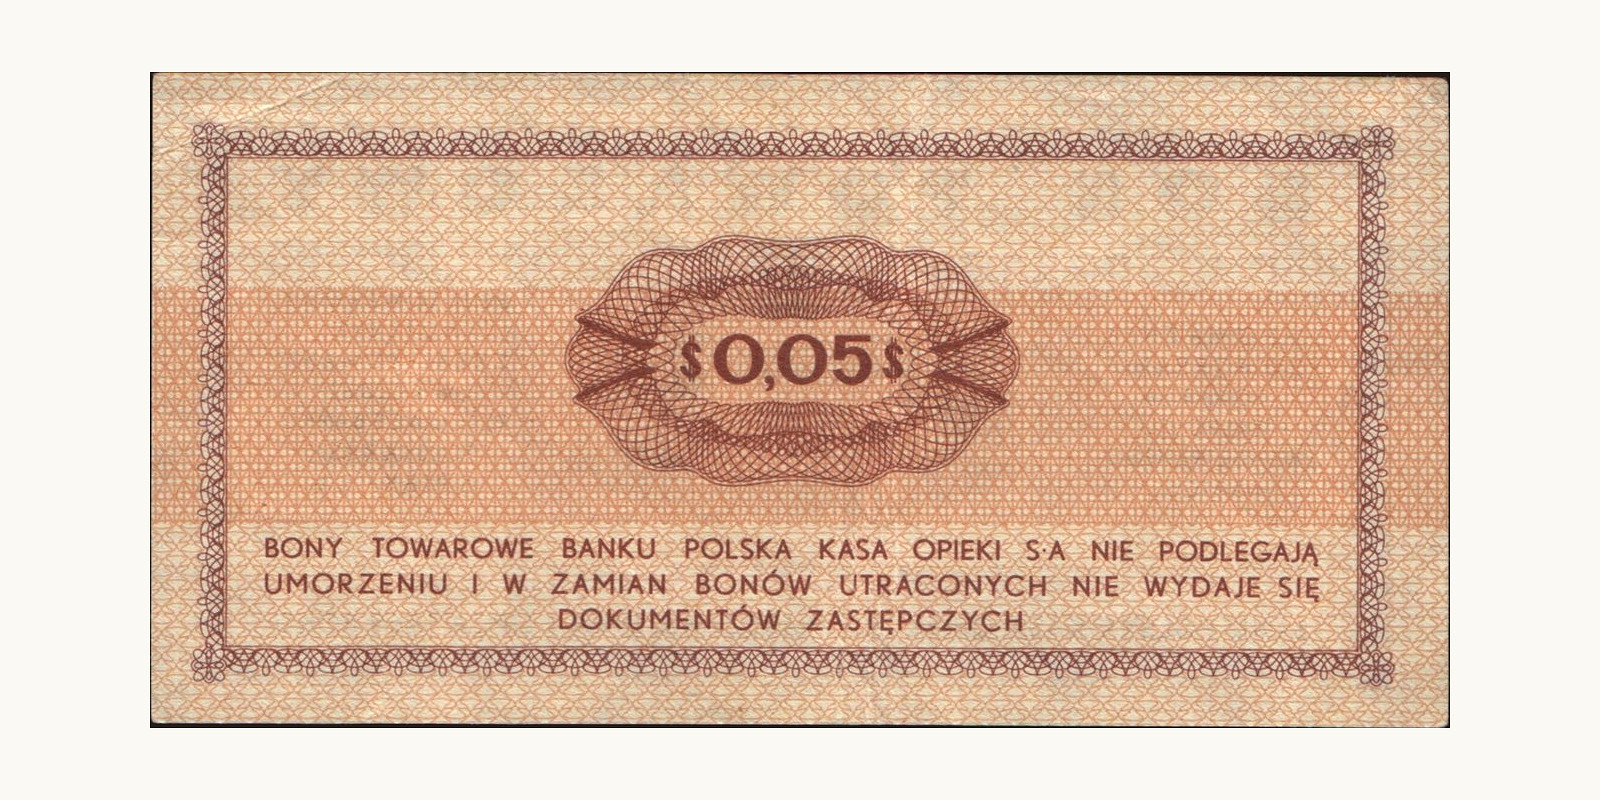 $0,05$
BONY TOWAROWE BANKU POLSKA KASA OPIEKI S·A NIE PODLEGAJĄ
UMORZENIU I W ZAMIAN BONÓW UTRACONYCH NIE WYDAJE SIĘ
DOKUMENTÓW ZASTĘPCZYCH